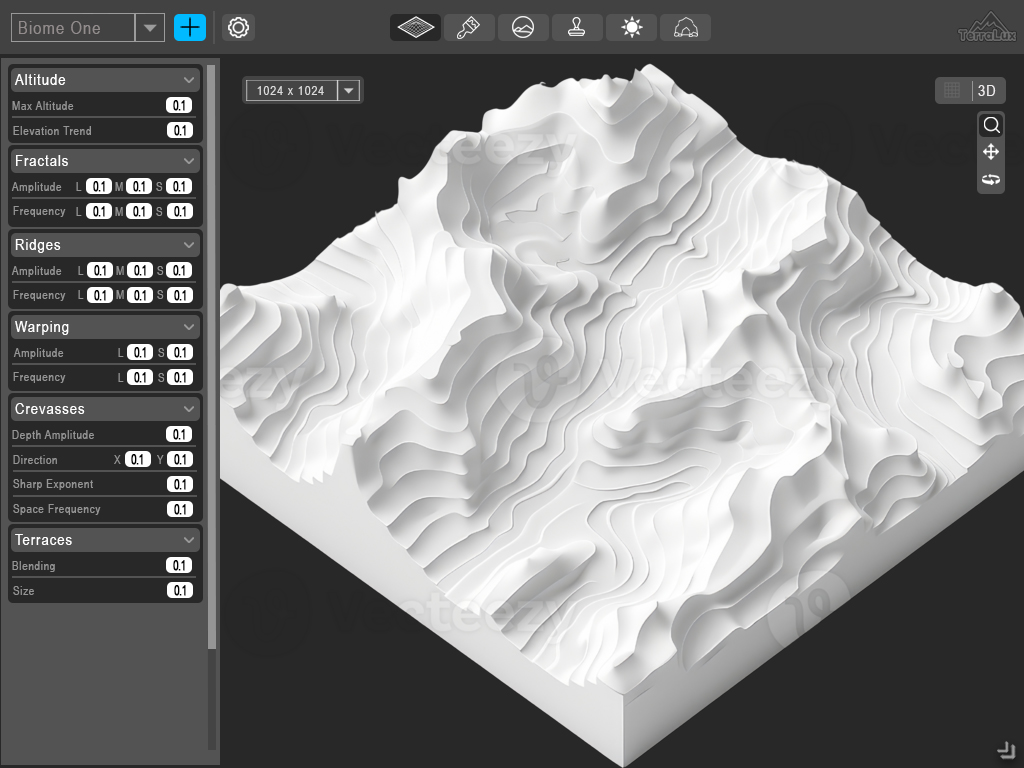 Biome One
TerraLux
Altitude
Max Altitude 0.1
Elevation Trend 0.1
Fractals
Amplitude L 0.1 M 0.1 S 0.1
Frequency L 0.1 M 0.1 S 0.1
Ridges
Amplitude L 0.1 M 0.1 S 0.1
Frequency L 0.1 M 0.1 S 0.1
Warping
Amplitude L 0.1 S 0.1
Frequency L 0.1 S 0.1
Crevasses
Depth Amplitude 0.1
Direction X 0.1 Y 0.1
Sharp Exponent 0.1
Space Frequency 0.1
Terraces
Blending 0.1
Size 0.1
1024 x 1024
3D
Vecteezy
Vecteezy
Vecteezy